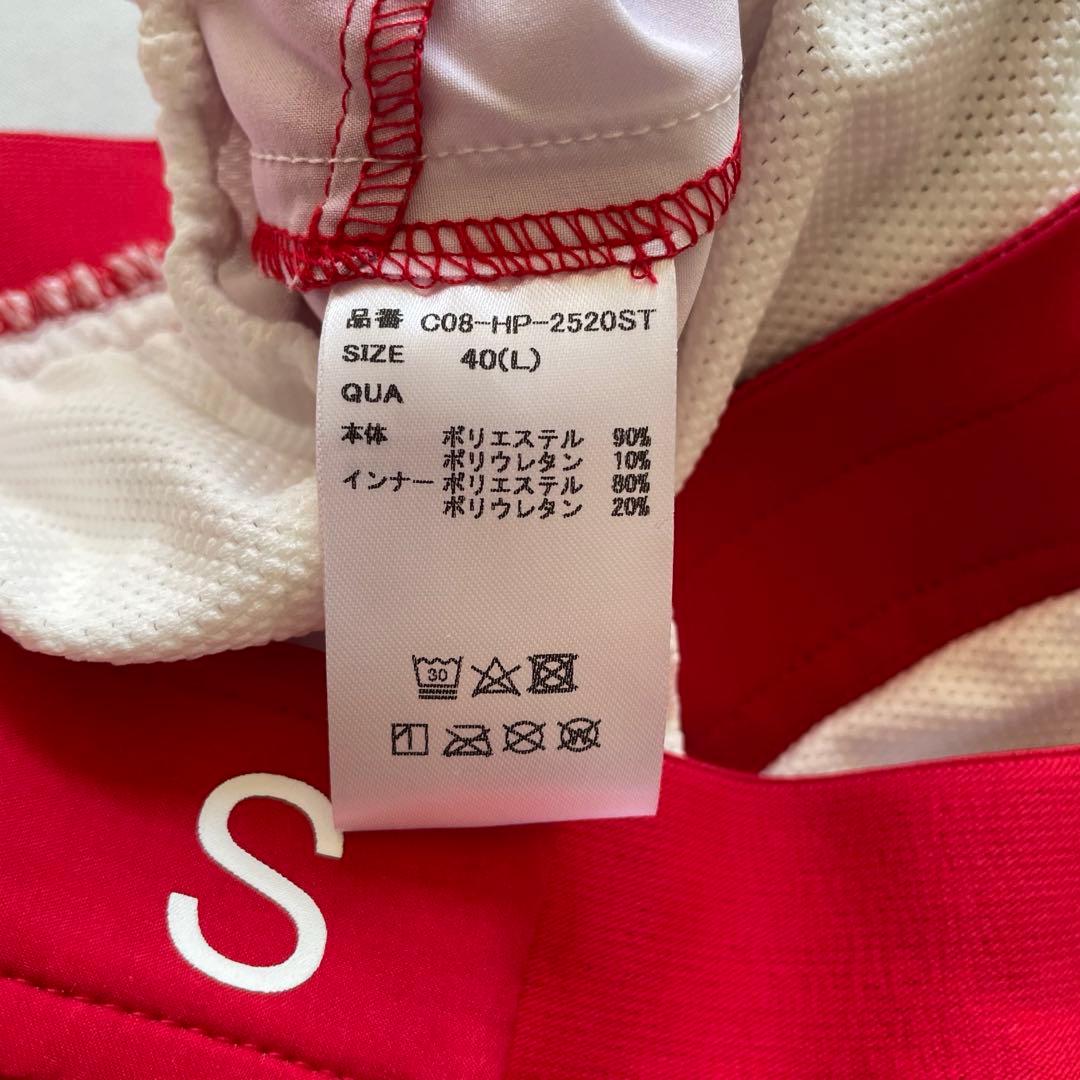 品番 C08-HP-2520ST
SIZE 40(L)
QUA
本体 ポリエステル 90%
ポリウレタン 10%
インナー ポリエステル 80%
ポリウレタン 20%
30
W
S